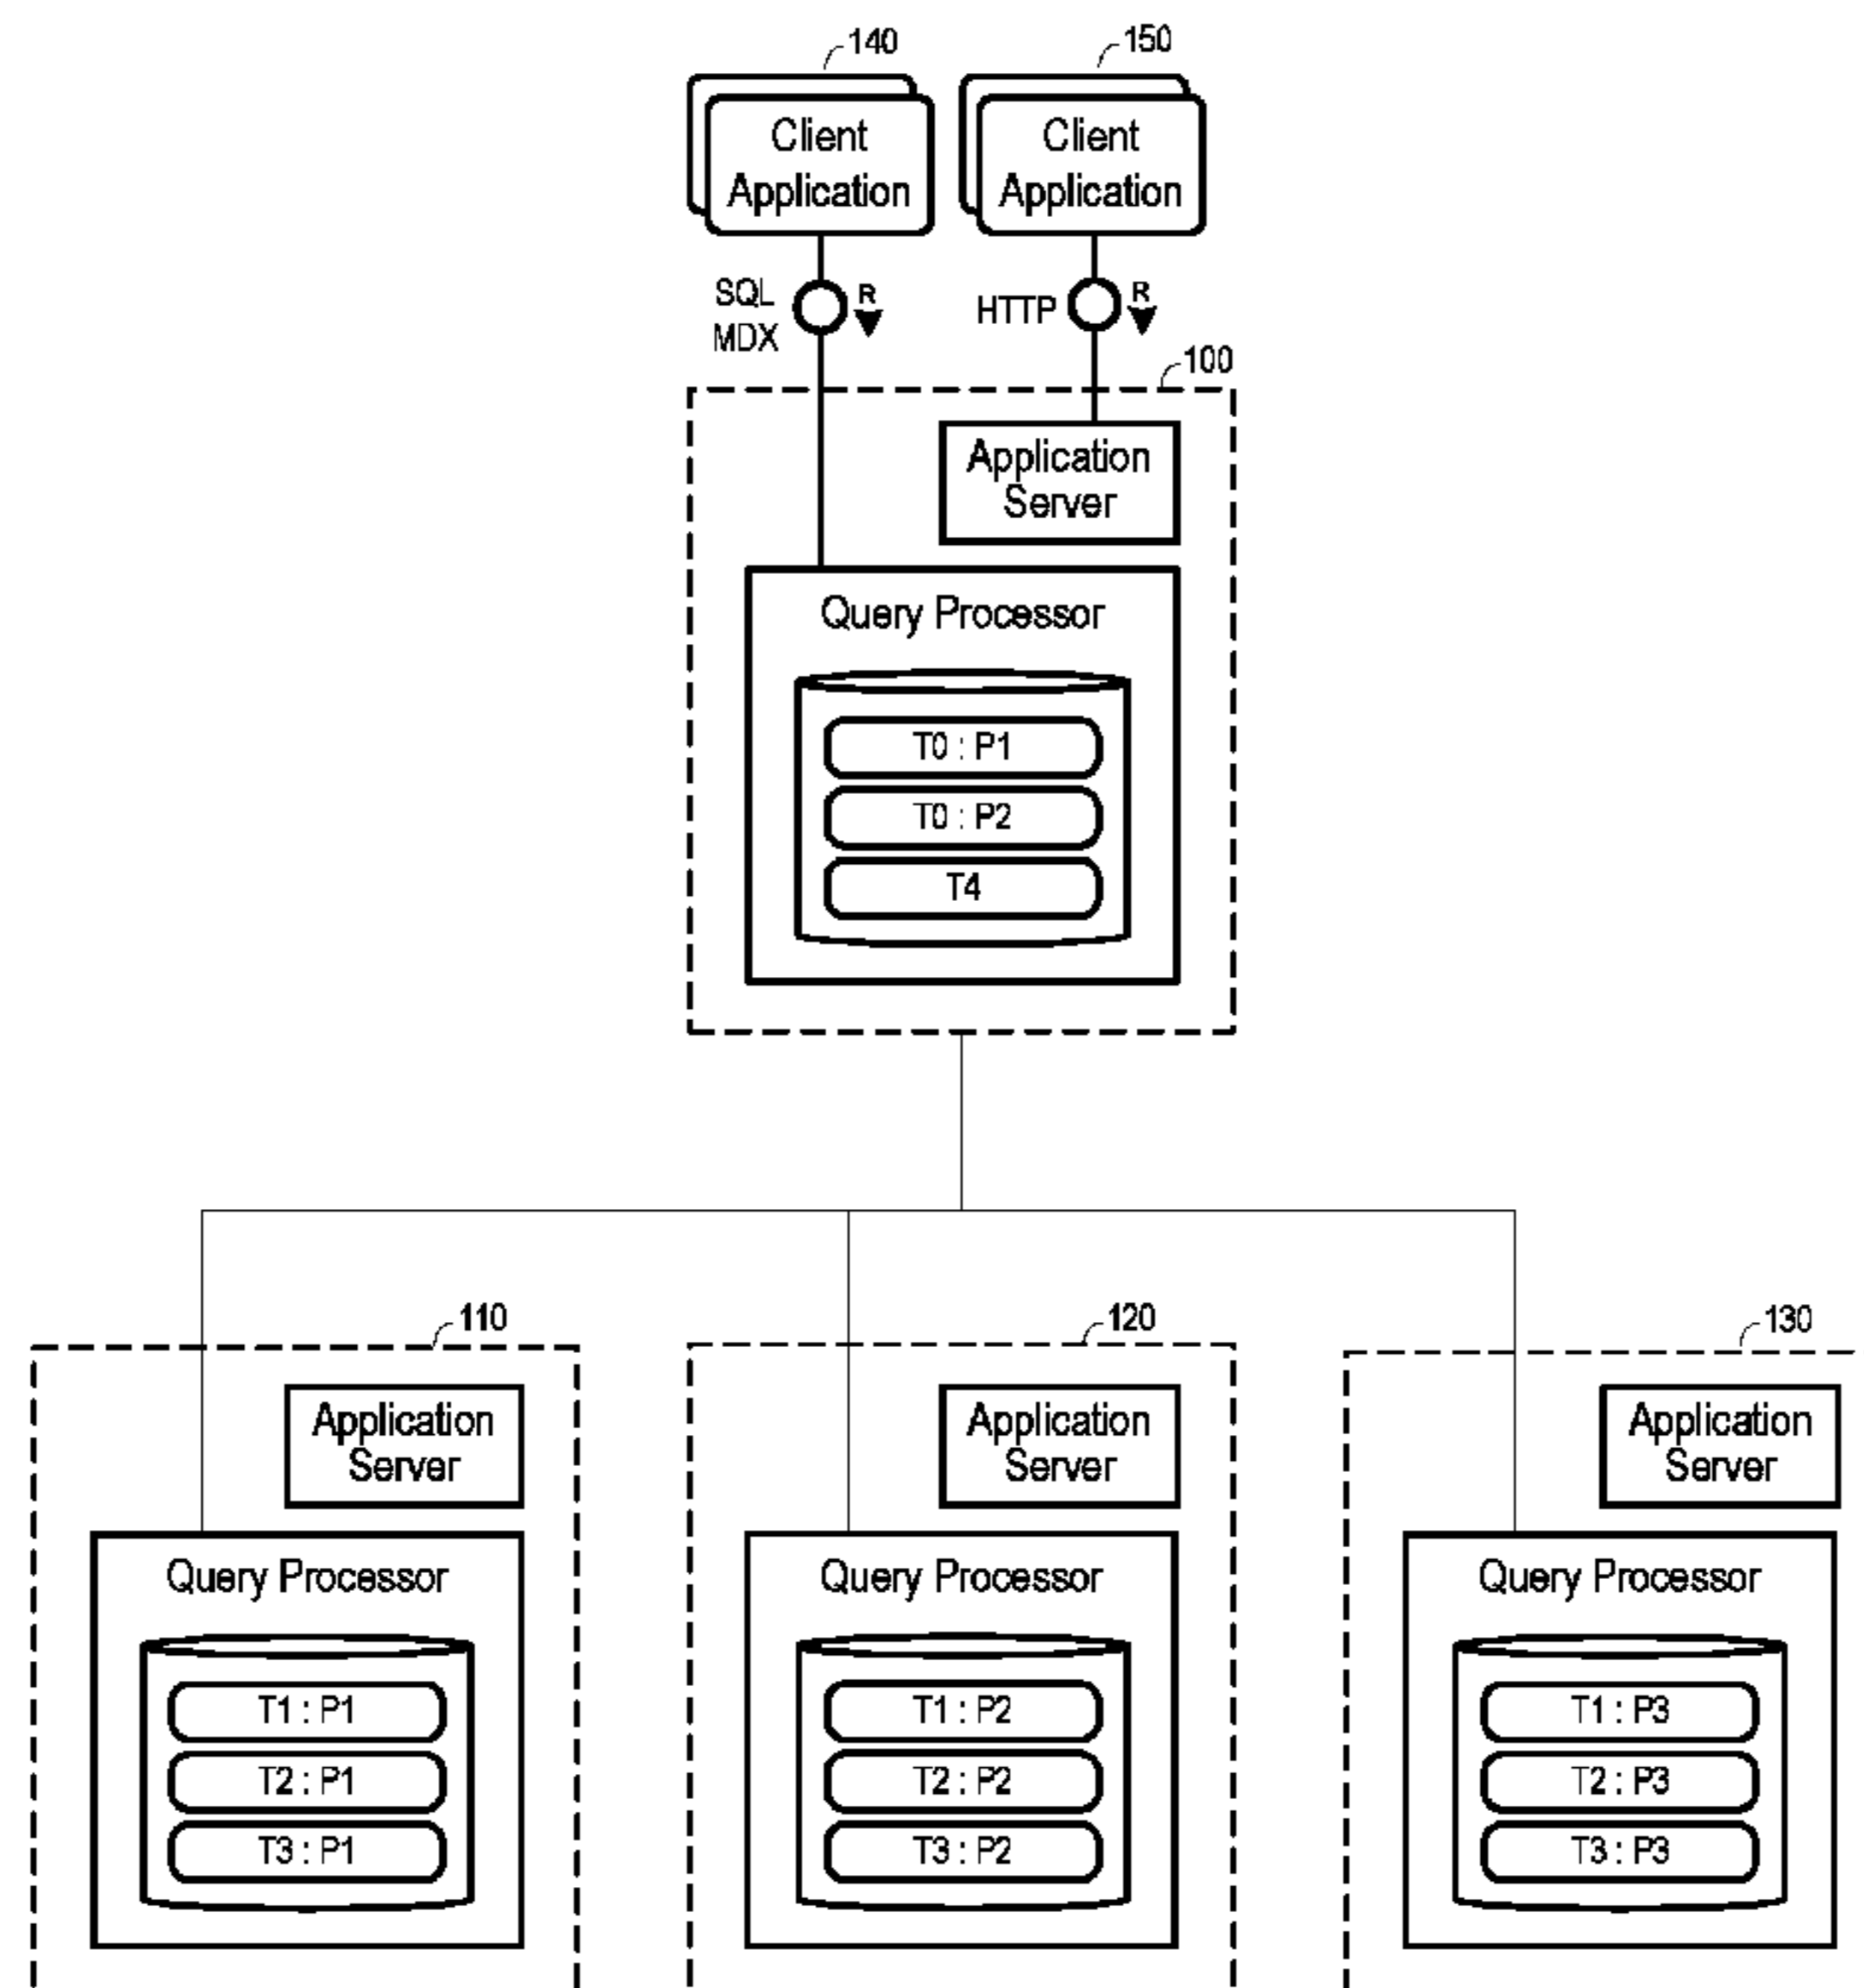 140
150
Client
Application
Client
Application
SQL
MDX
R
HTTP
R
100
Application
Server
Query Processor
T0 : P1
T0 : P2
T4
110
120
130
Application
Server
Application
Server
Application
Server
Query Processor
Query Processor
Query Processor
T1 : P1
T2 : P1
T3 : P1
T1 : P2
T2 : P2
T3 : P2
T1 : P3
T2 : P3
T3 : P3